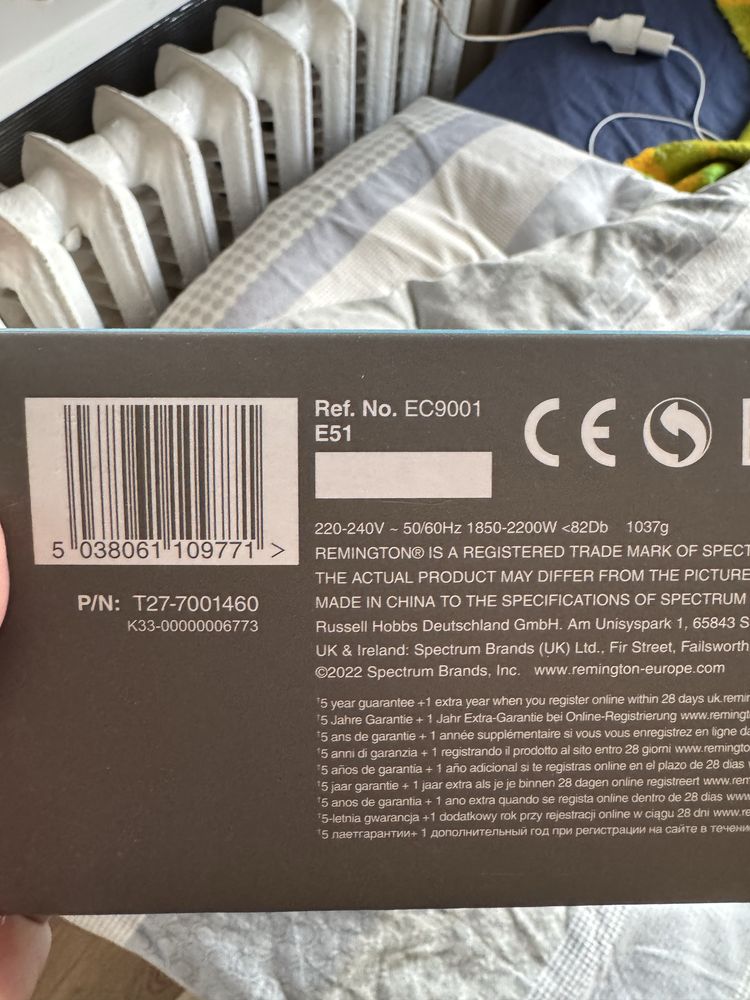 5 038061 109771 >
P/N: T27-7001460
K33-00000006773
Ref. No. EC9001
E51
CE
220-240V ~ 50/60Hz 1850-2200W <82Db 1037g
REMINGTON® IS A REGISTERED TRADE MARK OF SPECT
THE ACTUAL PRODUCT MAY DIFFER FROM THE PICTURE
MADE IN CHINA TO THE SPECIFICATIONS OF SPECTRUM
Russell Hobbs Deutschland GmbH. Am Unisyspark 1, 65843 S
UK & Ireland: Spectrum Brands (UK) Ltd., Fir Street, Failsworth
©2022 Spectrum Brands, Inc. www.remington-europe.com
†5 year guarantee +1 extra year when you register online within 28 days uk.remin
†5 Jahre Garantie + 1 Jahr Extra-Garantie bei Online-Registrierung www.remingt
†5 ans de garantie + 1 année supplémentaire si vous vous enregistrez en ligne da
†5 anni di garanzia + 1 registrando il prodotto al sito entro 28 giorni www.remingto
†5 años de garantia + 1 año adicional si te registras online en el plazo de 28 dias
†5 jaar garantie + 1 jaar extra als je je binnen 28 dagen online registreert www.rem
†5 anos de garantia + 1 ano extra quando se regista online dentro de 28 dias www
†5-letnia gwarancja +1 dodatkowy rok przy rejestracji online w ciągu 28 dni www.re
†5 летгарантии+ 1 дополнительный год при регистрации на сайте в течени